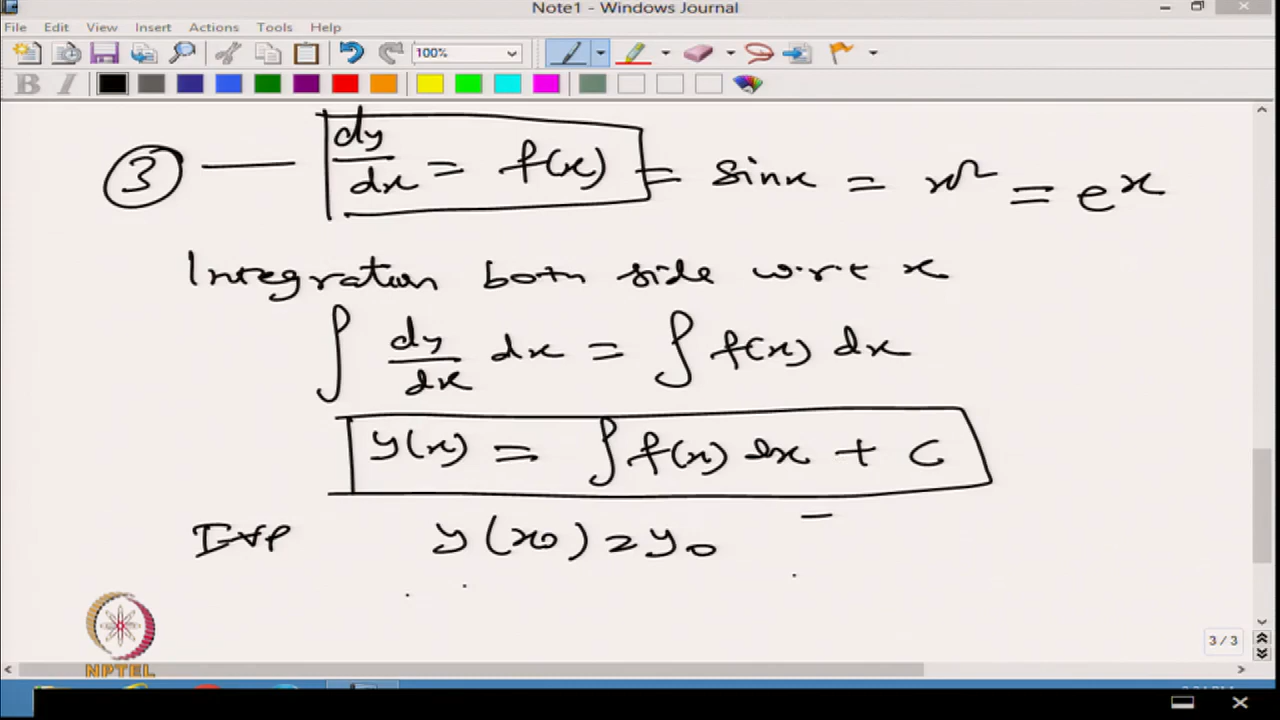 Note1 - Windows Journal
File Edit View Insert Actions Tools Help
100%
B I
③ — dy/dx = f(x) = sinx = x² = eˣ
Integration both side w.r.t x
∫ dy/dx dx = ∫ f(x) dx
y(x) = ∫ f(x) dx + C
IVP y(x₀) = y₀ –
3/3
NPTEL